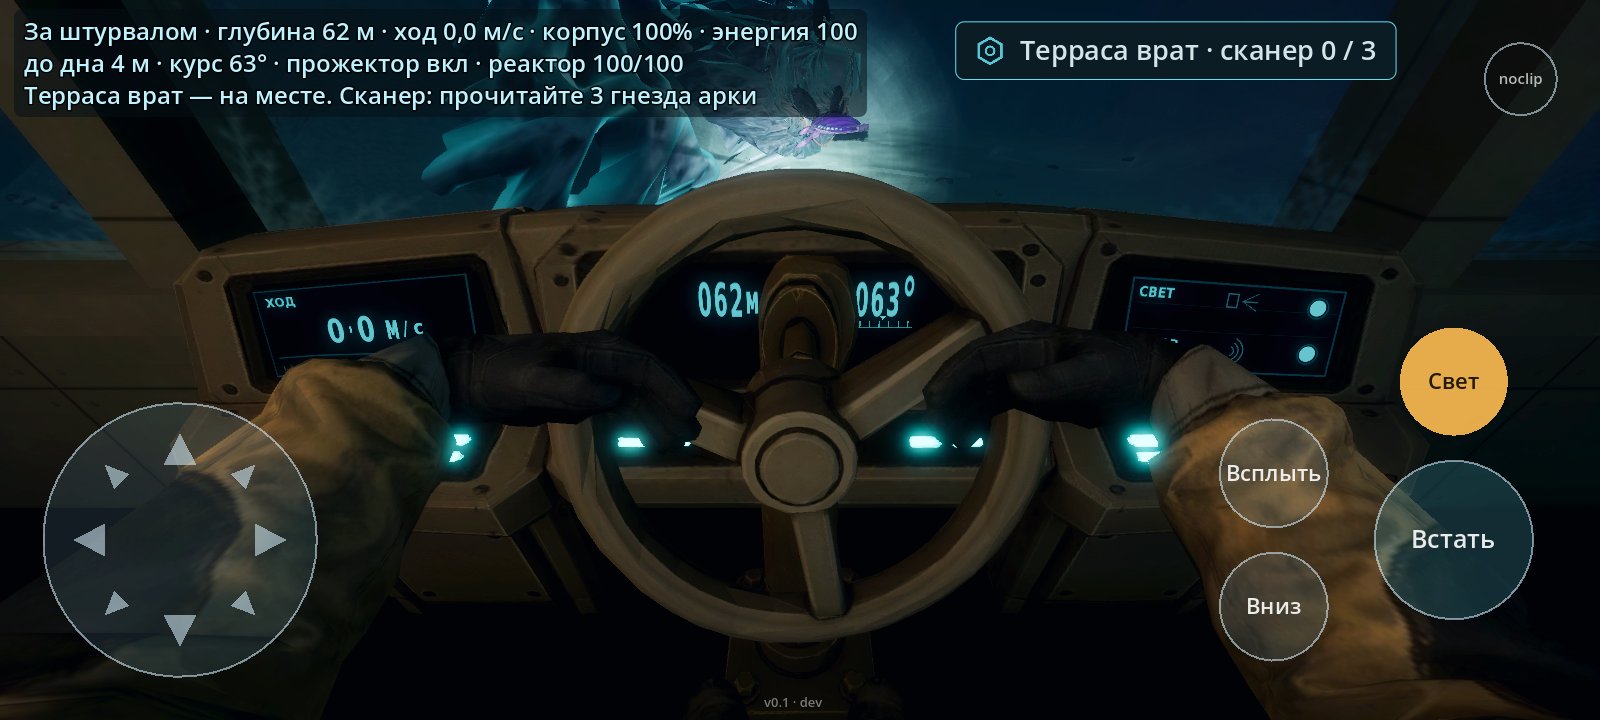 За штурвалом · глубина 62 м · ход 0,0 м/с · корпус 100% · энергия 100
до дна 4 м · курс 63° · прожектор вкл · реактор 100/100
Терраса врат — на месте. Сканер: прочитайте 3 гнезда арки
Терраса врат · сканер 0 / 3
noclip
ХОД
0·0 М/с
062м
063°
СВЕТ
Свет
Всплыть
Встать
Вниз
v0.1 · dev